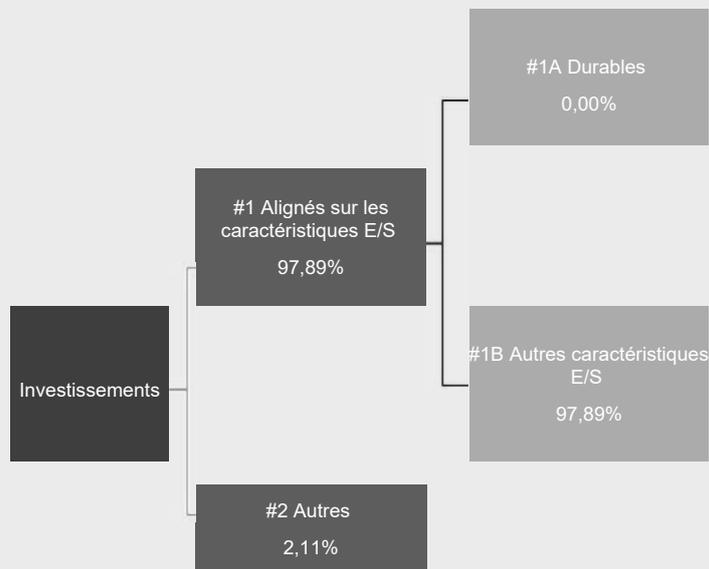 #1A Durables
0,00%
#1 Alignés sur les
caractéristiques E/S
97,89%
Investissements
#1B Autres caractéristiques
E/S
97,89%
#2 Autres
2,11%